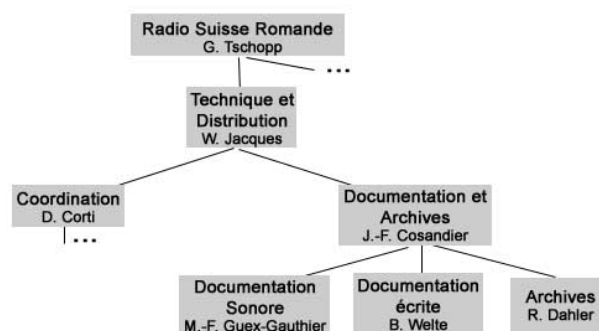 Radio Suisse Romande
G. Tschopp
...
Technique et
Distribution
W. Jacques
Coordination
D. Corti
...
Documentation et
Archives
J.-F. Cosandier
Documentation
Sonore
M.-F. Guex-Gauthier
Documentation
écrite
B. Welte
Archives
R. Dahler